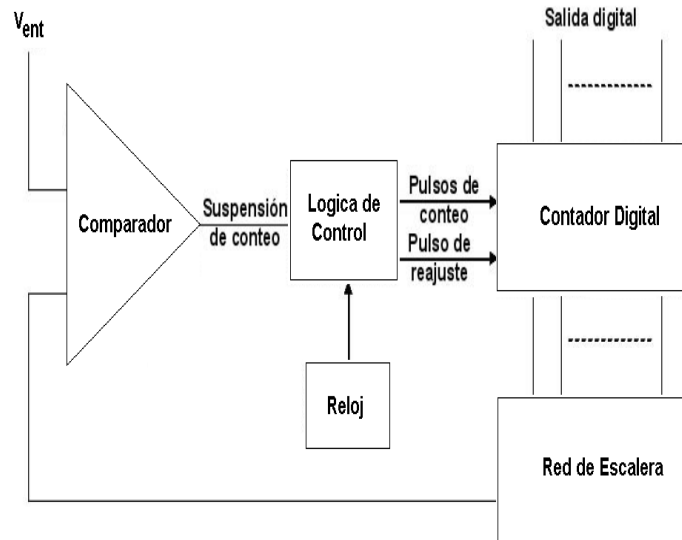 V ent
Salida digital
Comparador
Suspensión
de conteo
Logica de
Control
Pulsos de
conteo
Pulso de
reajuste
Contador Digital
Reloj
Red de Escalera